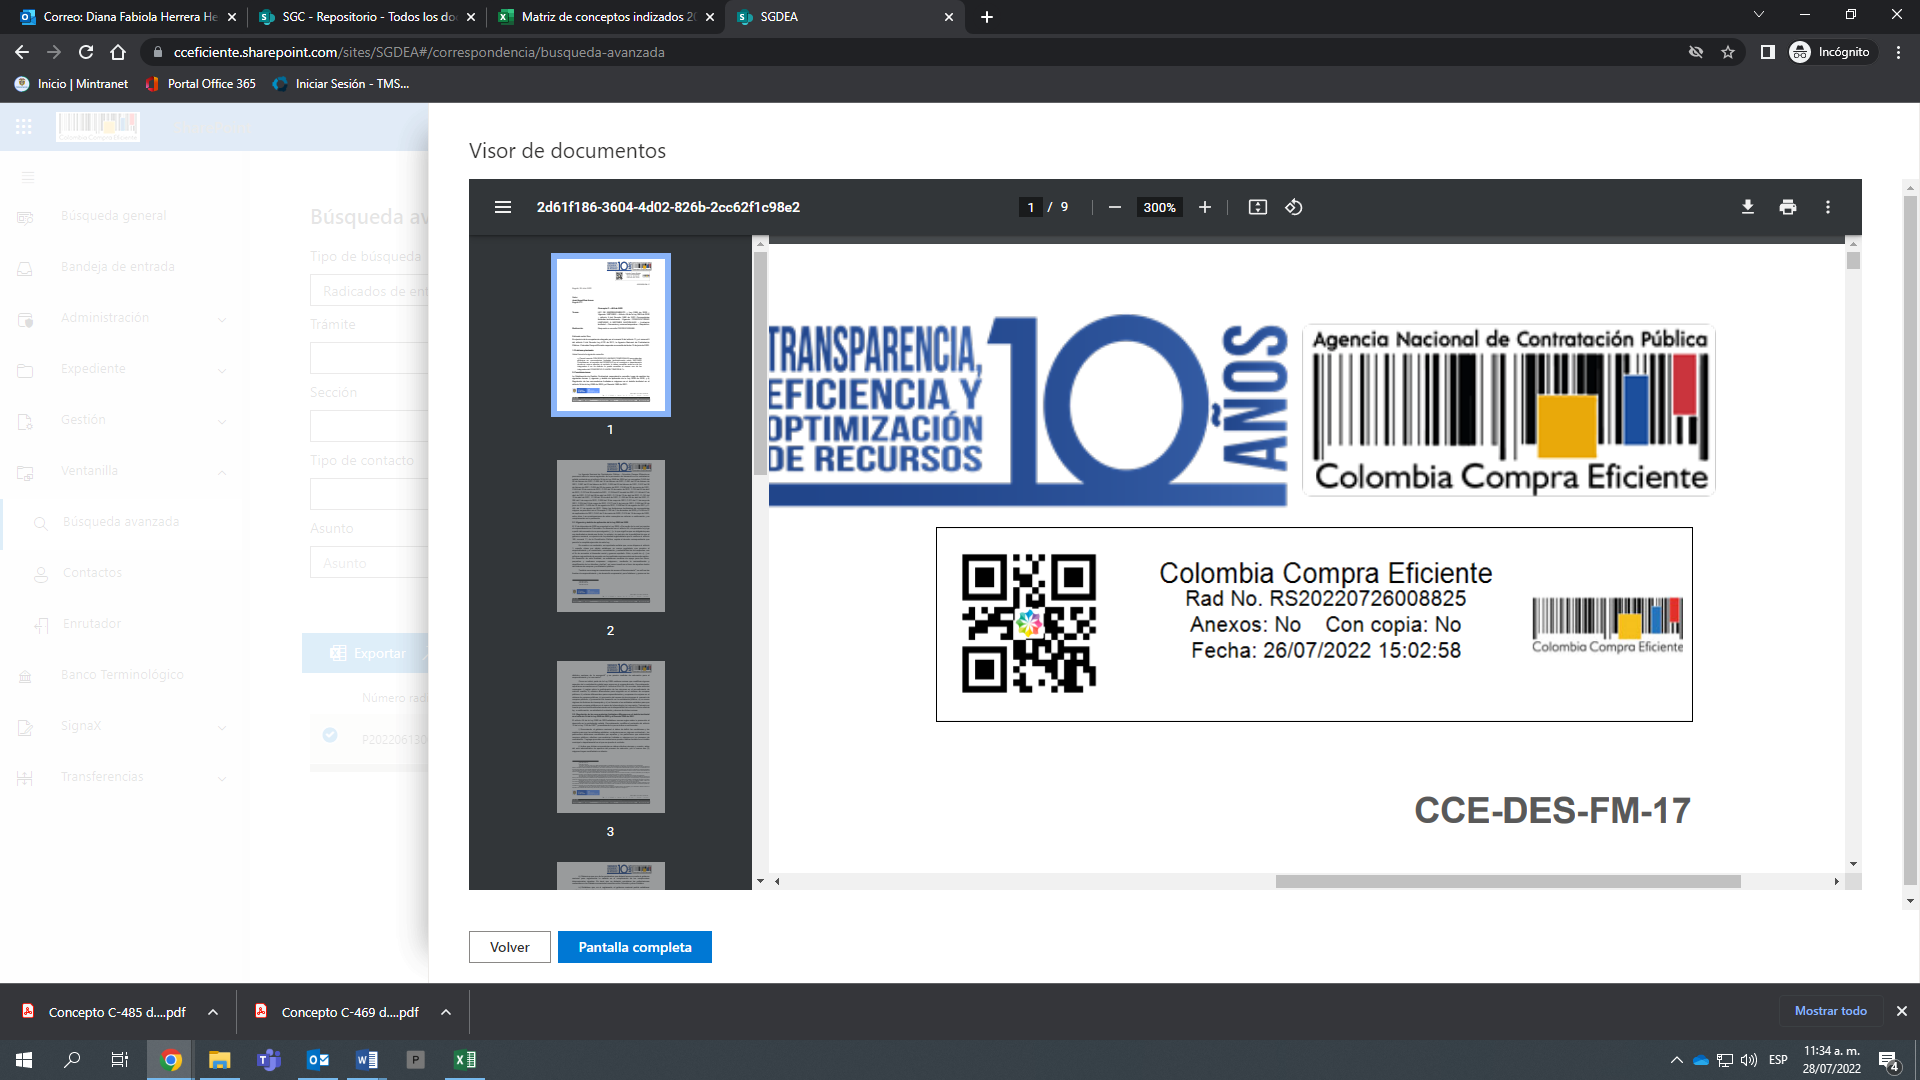 Correo: Diana Fabiola Herrera He
SGC - Repositorio - Todos los do
Matriz de conceptos indizados 20
SGDEA
cceficiente.sharepoint.com/sites/SGDEA#/correspondencia/busqueda-avanzada
Incógnito
Inicio | Mintranet
Portal Office 365
Iniciar Sesión - TMS...
Búsqueda general
Bandeja de entrada
Administración
Expediente
Gestión
Ventanilla
Búsqueda avanzada
Contactos
Enrutador
Banco Terminológico
SignaX
Transferencias
Búsqueda av
Tipo de búsqueda
Radicados de ent
Trámite
Sección
Tipo de contacto
Asunto
Asunto
Exportar
Número radi
P20220613
Visor de documentos
2d61f186-3604-4d02-826b-2cc62f1c98e2
1 / 9
300%
1
2
3
TRANSPARENCIA,
EFICIENCIA Y
OPTIMIZACIÓN
DE RECURSOS
10 AÑOS
Agencia Nacional de Contratación Pública
Colombia Compra Eficiente
Colombia Compra Eficiente
Rad No. RS20220726008825
Anexos: No Con copia: No
Fecha: 26/07/2022 15:02:58
Colombia Compra Eficiente
CCE-DES-FM-17
Volver
Pantalla completa
Concepto C-485 d....pdf
Concepto C-469 d....pdf
Mostrar todo
ESP
11:34 a. m.
28/07/2022
4